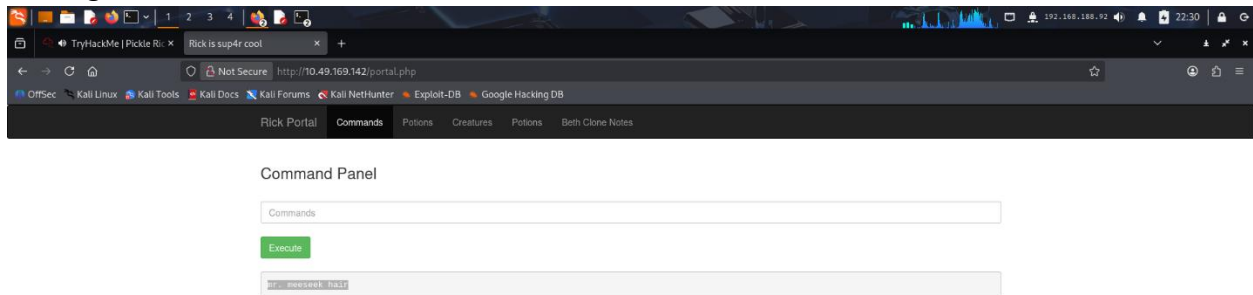 1 2 3 4
192.168.188.92
22:30
TryHackMe | Pickle Ric
Rick is sup4r cool
Not Secure http://10.49.169.142/portal.php
OffSec Kali Linux Kali Tools Kali Docs Kali Forums Kali NetHunter Exploit-DB Google Hacking DB
Rick Portal Commands Potions Creatures Potions Beth Clone Notes
Command Panel
Commands
Execute
mr. meeseek hair